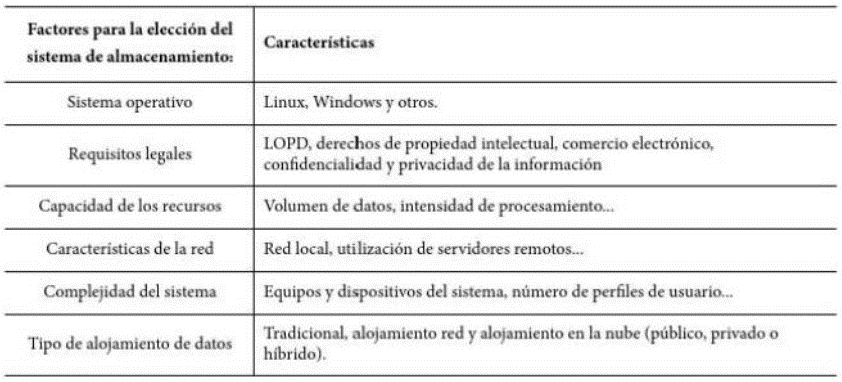 Factores para la elección del
sistema de almacenamiento:
Características
Sistema operativo
Linux, Windows y otros.
Requisitos legales
LOPD, derechos de propiedad intelectual, comercio electrónico,
confidencialidad y privacidad de la información
Capacidad de los recursos
Volumen de datos, intensidad de procesamiento...
Características de la red
Red local, utilización de servidores remotos...
Complejidad del sistema
Equipos y dispositivos del sistema, número de perfiles de usuario...
Tipo de alojamiento de datos
Tradicional, alojamiento red y alojamiento en la nube (público, privado o
híbrido).